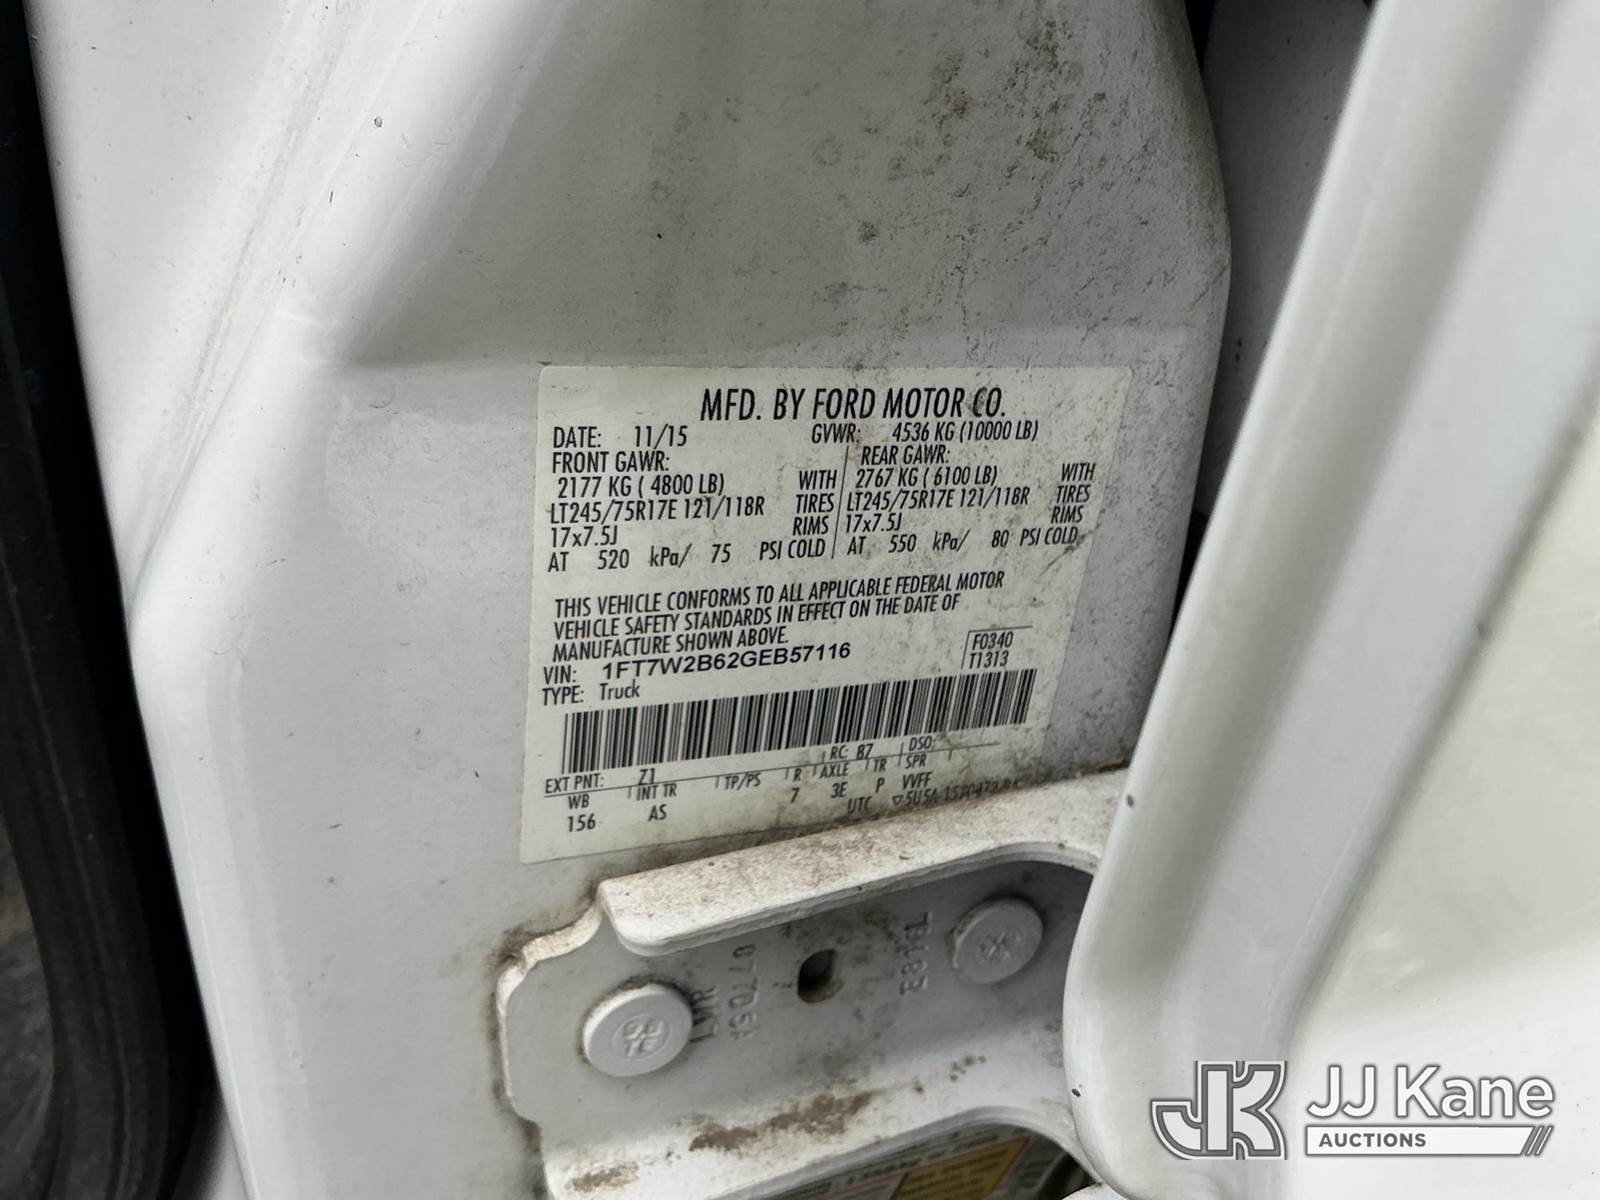 MFD. BY FORD MOTOR CO.
DATE: 11/15 GVWR: 4536 KG (10000 LB)
FRONT GAWR: REAR GAWR:
2177 KG ( 4800 LB) WITH 2767 KG ( 6100 LB) WITH
LT245/75R17E 121/118R TIRES LT245/75R17E 121/118R TIRES
17x7.5J RIMS 17x7.5J RIMS
AT 520 kPa/ 75 PSI COLD AT 550 kPa/ 80 PSI COLD
THIS VEHICLE CONFORMS TO ALL APPLICABLE FEDERAL MOTOR
VEHICLE SAFETY STANDARDS IN EFFECT ON THE DATE OF
MANUFACTURE SHOWN ABOVE.
VIN: 1FT7W2B62GEB57116 F0340
TYPE: Truck T1313
EXT PNT: Z1 RC: 87 DSO:
WB INT TR TP/PS R AXLE TR SPR
156 AS 7 3E P VVFF
UTC
JK JJ Kane
AUCTIONS